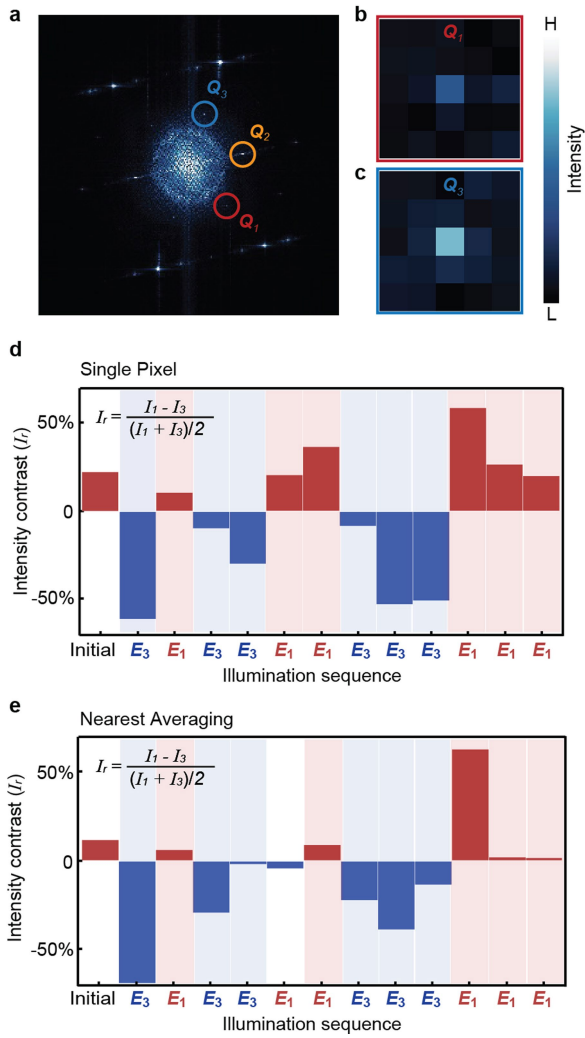 a
Q3
Q2
Q1
b
Q1
c
Q3
H
Intensity
L
d
Single Pixel
Intensity contrast (Ir)
50%
0
-50%
Ir = I1 - I3 / (I1 + I3)/2
Initial E3 E1 E3 E3 E1 E1 E3 E3 E3 E1 E1 E1
Illumination sequence
e
Nearest Averaging
Intensity contrast (Ir)
50%
0
-50%
Ir = I1 - I3 / (I1 + I3)/2
Initial E3 E1 E3 E3 E1 E1 E3 E3 E3 E1 E1 E1
Illumination sequence